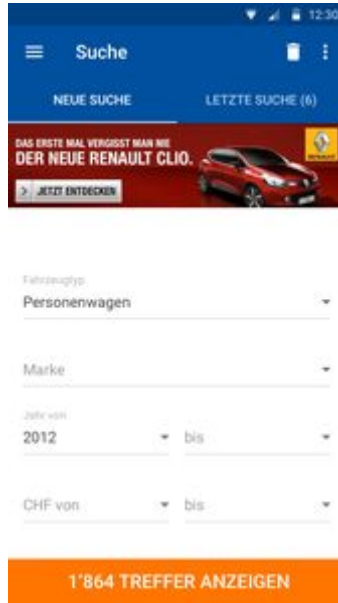 12:30
Suche
NEUE SUCHE
LETZTE SUCHE (6)
DAS ERSTE MAL VERGISST MAN NIE
DER NEUE RENAULT CLIO.
> JETZT ENTDECKEN
RENAULT
Fahrzeugtyp
Personenwagen
Marke
Jahr von
2012
bis
CHF von
bis
1'864 TREFFER ANZEIGEN